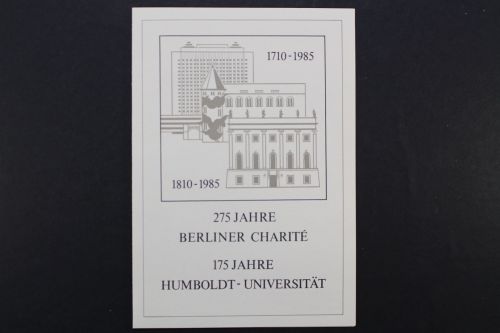 1710-1985
1810-1985
275 JAHRE
BERLINER CHARITÉ
175 JAHRE
HUMBOLDT-UNIVERSITÄT